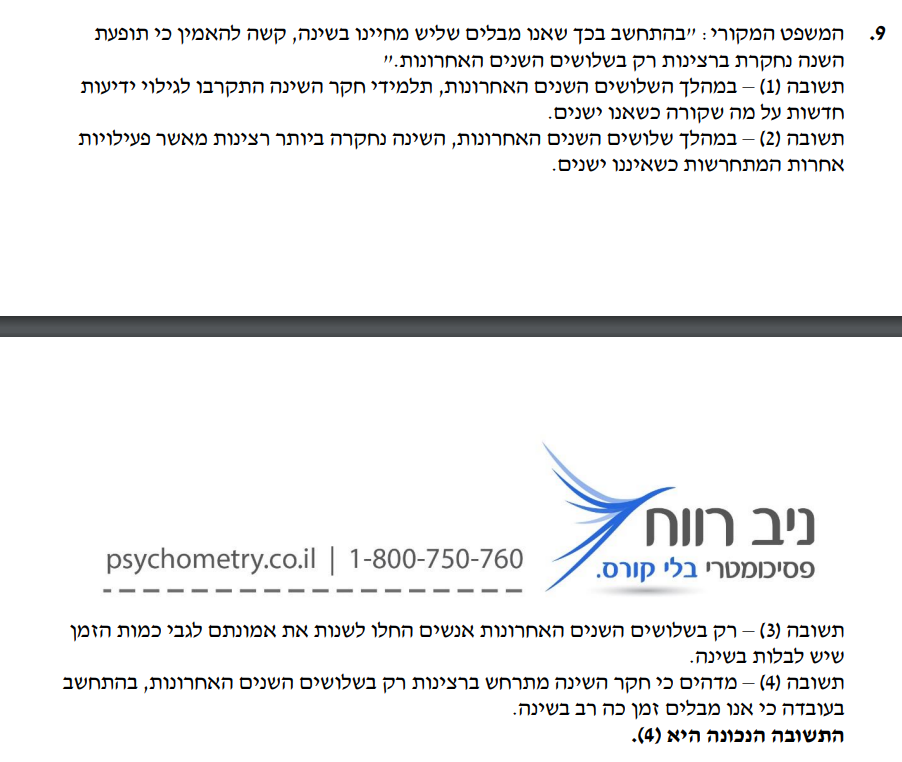 9. המשפט המקורי: "בהתחשב בכך שאנו מבלים שליש מחיינו בשינה, קשה להאמין כי תופעת
השנה נחקרת ברצינות רק בשלושים השנים האחרונות."
תשובה (1) – במהלך השלושים השנים האחרונות, תלמידי חקר השינה התקרבו לגילוי ידיעות
חדשות על מה שקורה כשאנו ישנים.
תשובה (2) – במהלך שלושים השנים האחרונות, השינה נחקרה ביותר רצינות מאשר פעילויות
אחרות המתחרשות כשאיננו ישנים.
ניב רווח
פסיכומטרי בלי קורס.
psychometry.co.il | 1-800-750-760
תשובה (3) – רק בשלושים השנים האחרונות אנשים החלו לשנות את אמונתם לגבי כמות הזמן
שיש לבלות בשינה.
תשובה (4) – מדהים כי חקר השינה מתרחש ברצינות רק בשלושים השנים האחרונות, בהתחשב
בעובדה כי אנו מבלים זמן כה רב בשינה.
התשובה הנכונה היא (4).